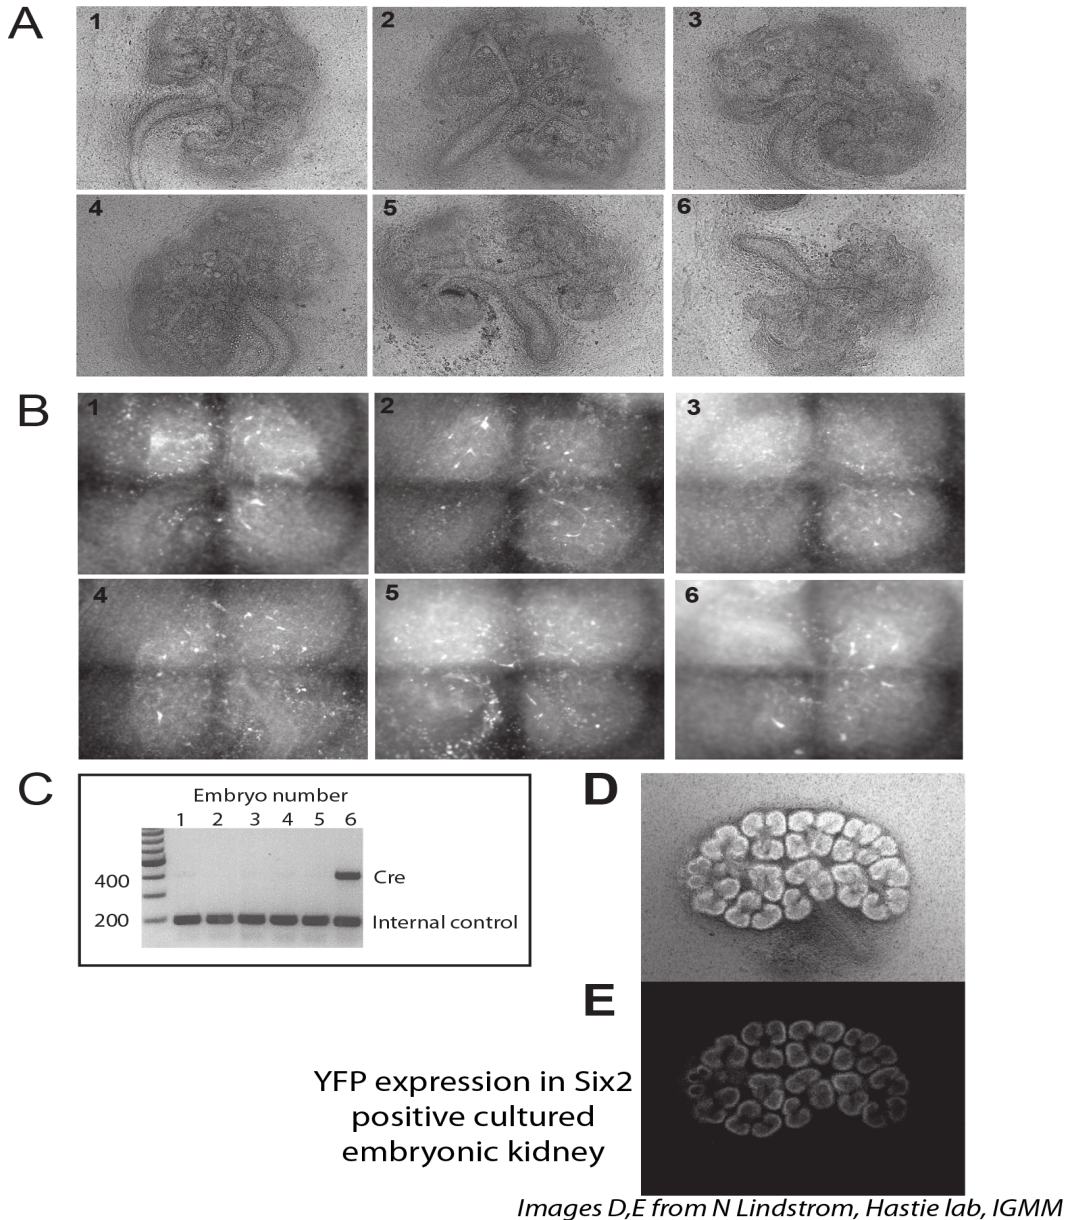 A
1
2
3
4
5
6
B
1
2
3
4
5
6
C
Embryo number
1 2 3 4 5 6
400
Cre
200
Internal control
D
E
YFP expression in Six2
positive cultured
embryonic kidney
Images D,E from N Lindstrom, Hastie lab, IGMM